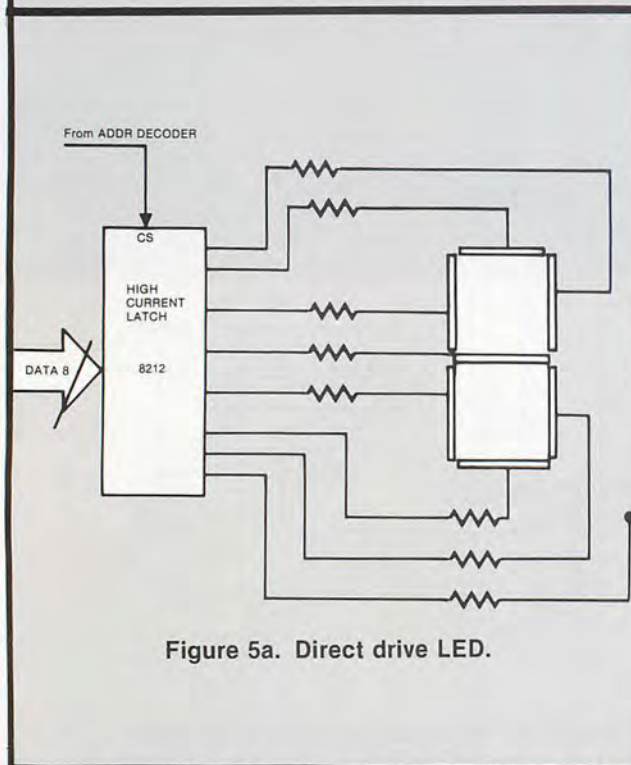 From ADDR DECODER
CS
HIGH
CURRENT
LATCH
DATA 8
8212
Figure 5a. Direct drive LED.